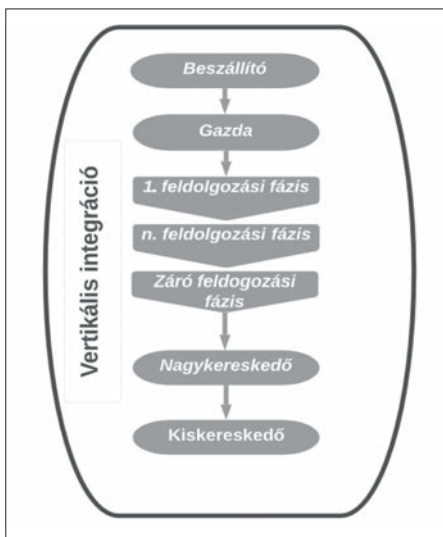 Beszállító
Gazda
1. feldolgozási fázis
n. feldolgozási fázis
Záró feldogozási
fázis
Nagykereskedő
Kiskereskedő
Vertikális integráció